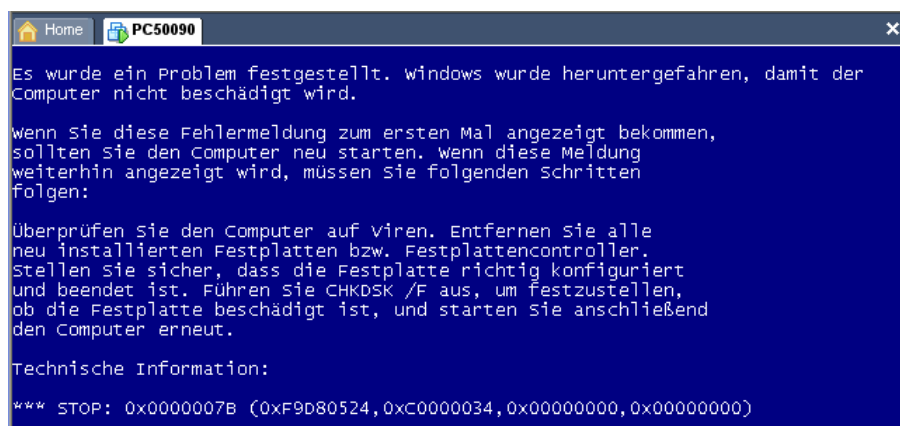 Home PC50090
Es wurde ein Problem festgestellt. Windows wurde heruntergefahren, damit der
Computer nicht beschädigt wird.
Wenn Sie diese Fehlermeldung zum ersten Mal angezeigt bekommen,
sollten Sie den Computer neu starten. Wenn diese Meldung
weiterhin angezeigt wird, müssen Sie folgenden Schritten
folgen:
Überprüfen Sie den Computer auf Viren. Entfernen Sie alle
neu installierten Festplatten bzw. Festplattencontroller.
Stellen Sie sicher, dass die Festplatte richtig konfiguriert
und beendet ist. Führen Sie CHKDSK /F aus, um festzustellen,
ob die Festplatte beschädigt ist, und starten Sie anschließend
den Computer erneut.
Technische Information:
*** STOP: 0x0000007B (0xF9D80524,0xC0000034,0x00000000,0x00000000)